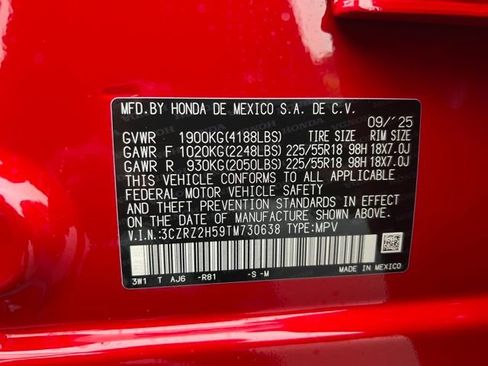 MFD. BY HONDA DE MEXICO S.A. DE C.V.
09/'25
GVWR 1900KG(4188LBS) TIRE SIZE RIM SIZE
GAWR F 1020KG(2248LBS) 225/55R18 98H 18X7.0J
GAWR R 930KG(2050LBS) 225/55R18 98H 18X7.0J
THIS VEHICLE CONFORMS TO ALL APPLICABLE
FEDERAL MOTOR VEHICLE SAFETY
AND THEFT PREVENTION STANDARDS IN EFFECT ON
THE DATE OF MANUFACTURE SHOWN ABOVE.
V.I.N.:3CZRZ2H59TM730638 TYPE:MPV
3W1 T AJ6 -R81 -S -M MADE IN MEXICO